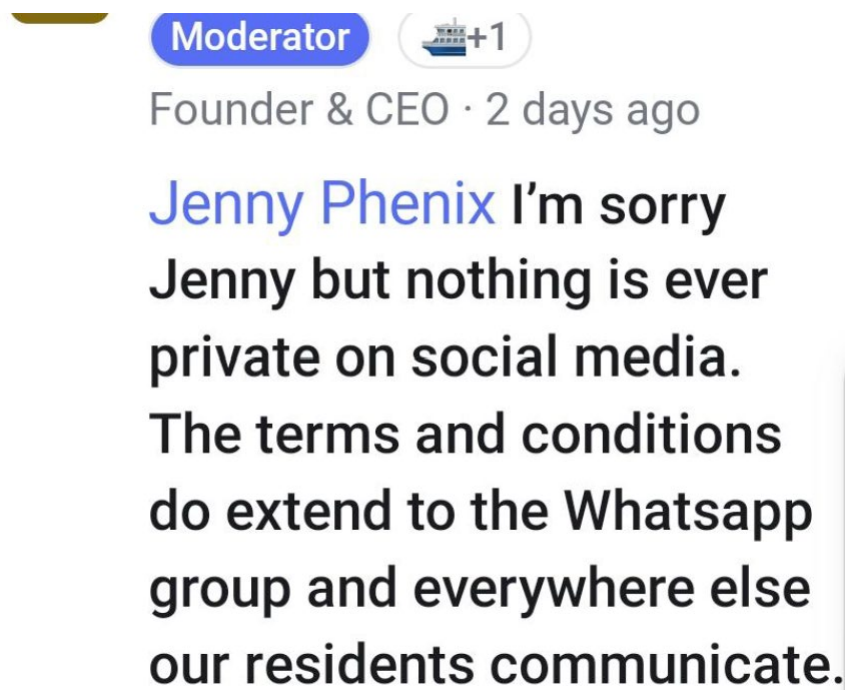 Moderator +1
Founder & CEO · 2 days ago
Jenny Phenix I’m sorry
Jenny but nothing is ever
private on social media.
The terms and conditions
do extend to the Whatsapp
group and everywhere else
our residents communicate.